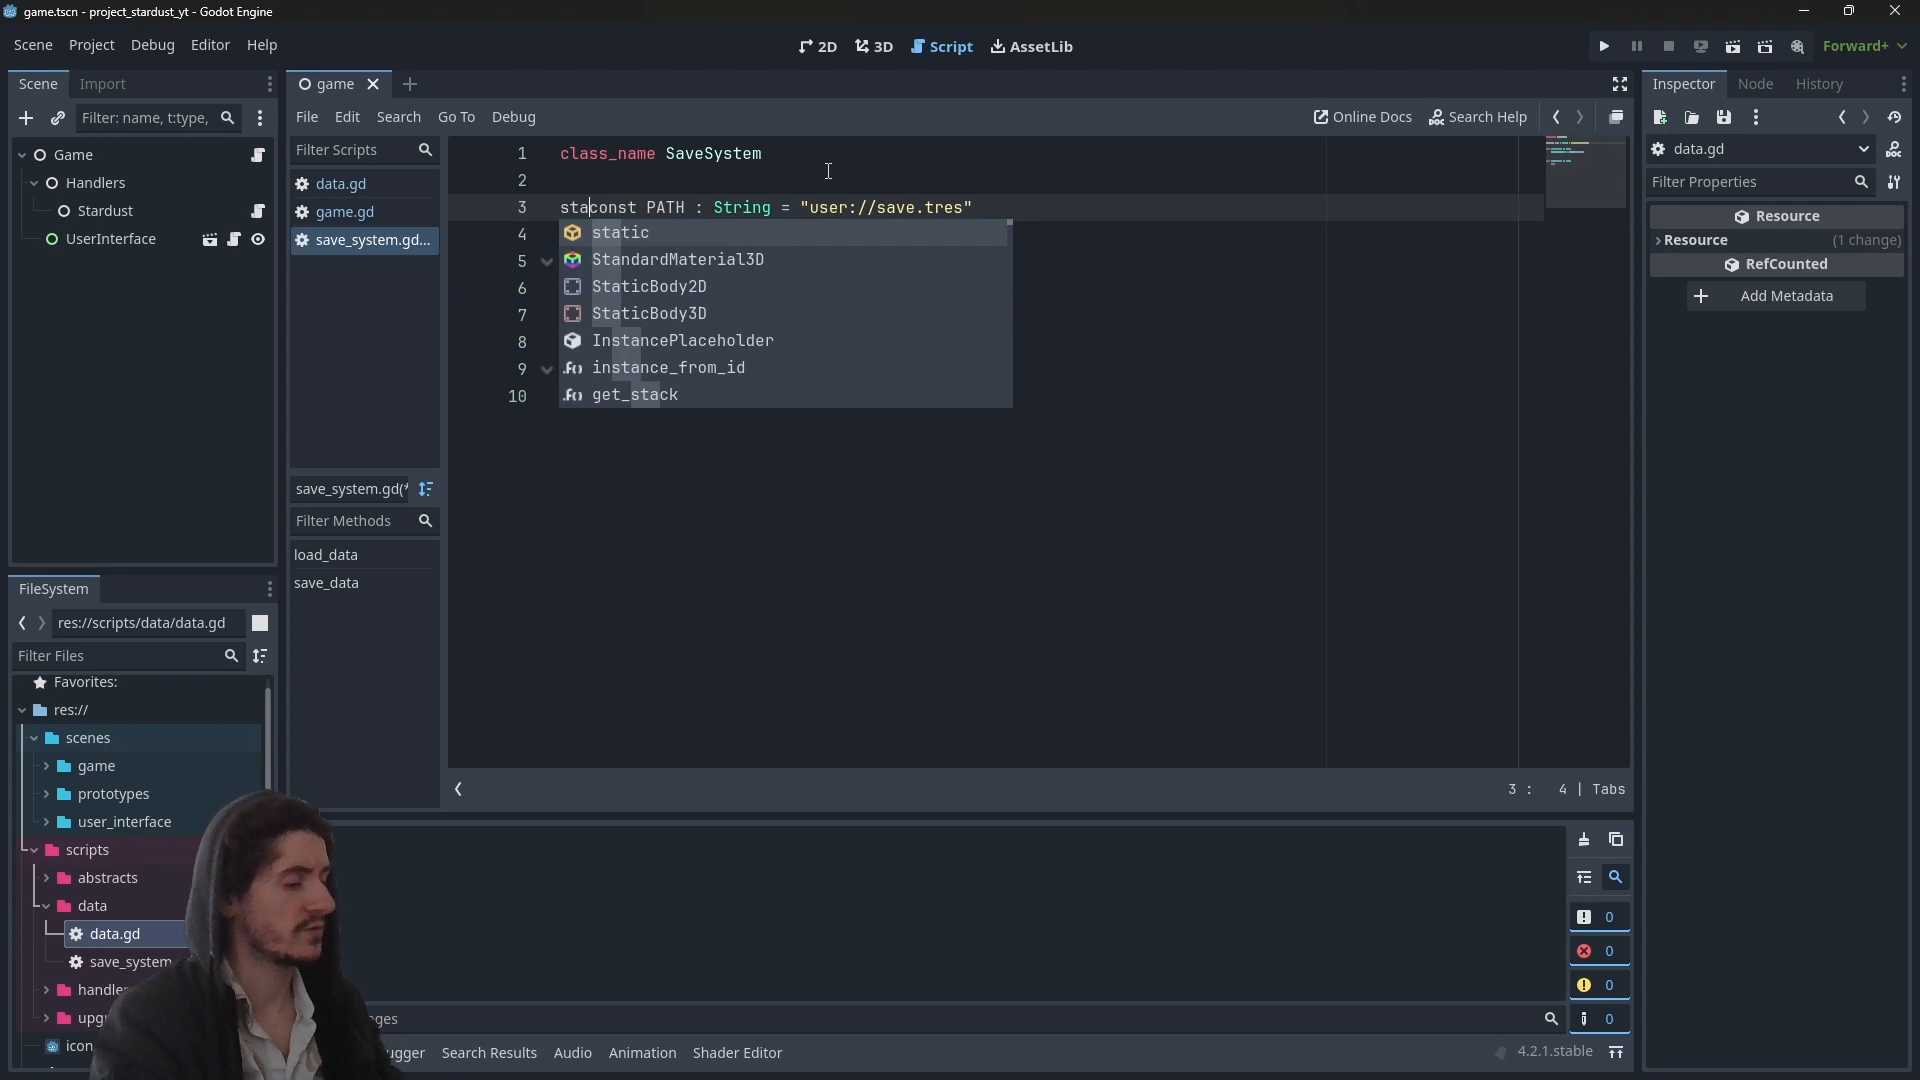 game.tscn - project_stardust_yt - Godot Engine
Scene Project Debug Editor Help
2D 3D Script AssetLib
Forward+
Scene Import
game
Inspector Node History
Filter: name, t:type,
File Edit Search Go To Debug
Online Docs Search Help
Game
Handlers
Stardust
UserInterface
Filter Scripts
data.gd
game.gd
save_system.gd...
save_system.gd(*
Filter Methods
load_data
save_data
1 class_name SaveSystem
2
3 staconst PATH : String = "user://save.tres"
4 static
5 StandardMaterial3D
6 StaticBody2D
7 StaticBody3D
8 InstancePlaceholder
9 instance_from_id
10 get_stack
3 : 4 | Tabs
data.gd
Filter Properties
Resource
Resource (1 change)
RefCounted
Add Metadata
FileSystem
res://scripts/data/data.gd
Filter Files
Favorites:
res://
scenes
game
prototypes
user_interface
scripts
abstracts
data
data.gd
save_system
handler
upg
icon
0
0
0
0
ges
ugger Search Results Audio Animation Shader Editor
4.2.1.stable